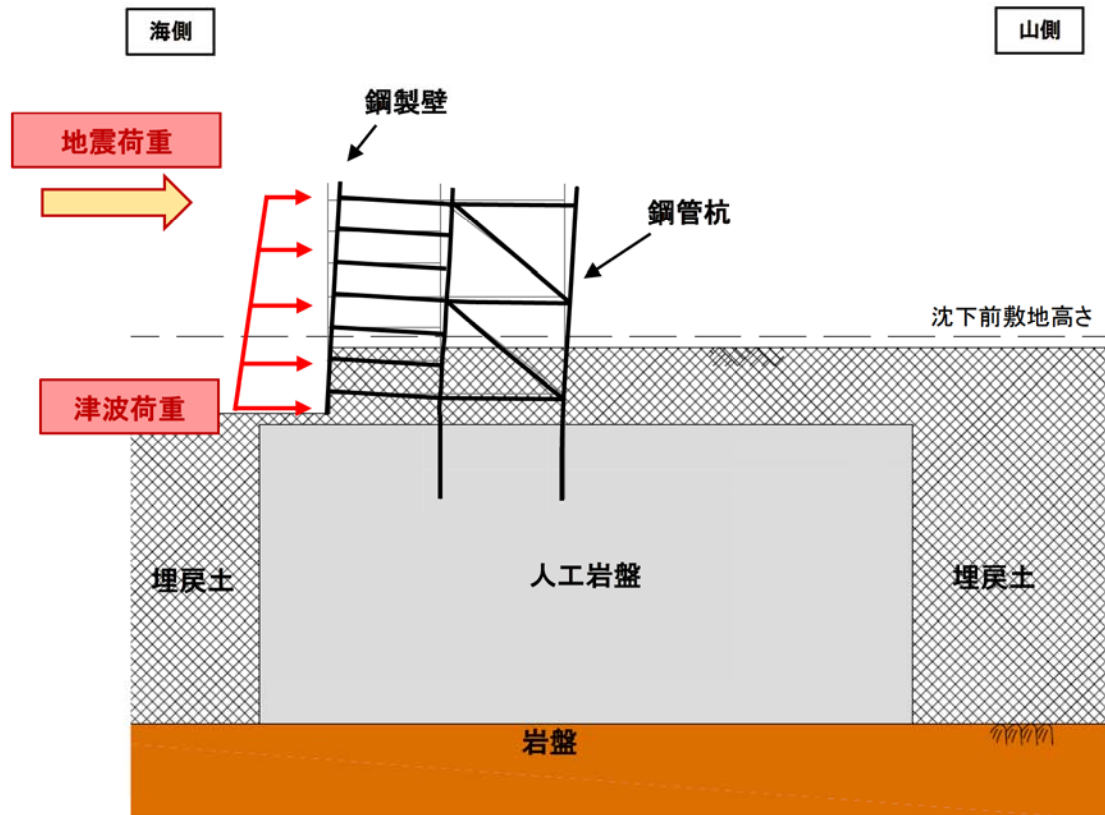 海側
山側
鋼製壁
地震荷重
鋼管杭
沈下前敷地高さ
津波荷重
埋戻土
人工岩盤
埋戻土
岩盤